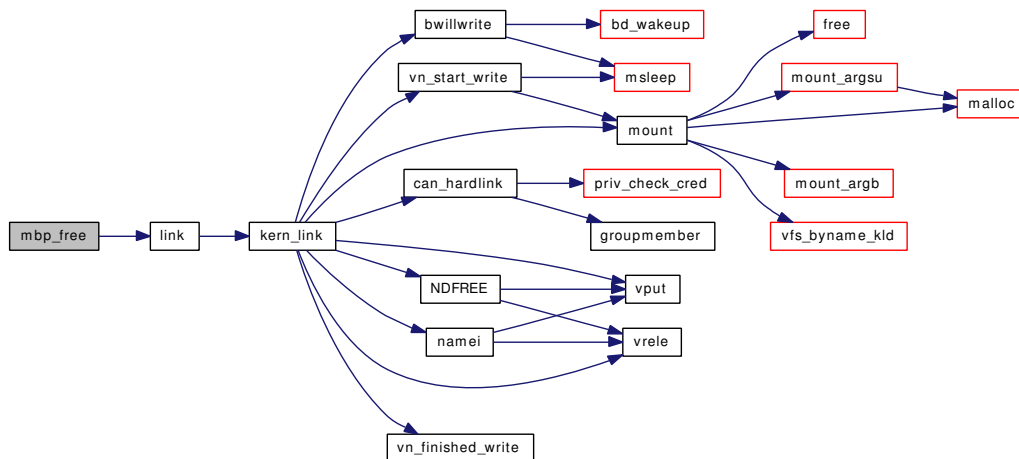 bwillwrite
bd_wakeup
free
vn_start_write
msleep
mount_argsu
malloc
mount
can_hardlink
priv_check_cred
mount_argb
mbp_free
link
kern_link
groupmember
vfs_byname_kld
NDFREE
vput
namei
vrele
vn_finished_write